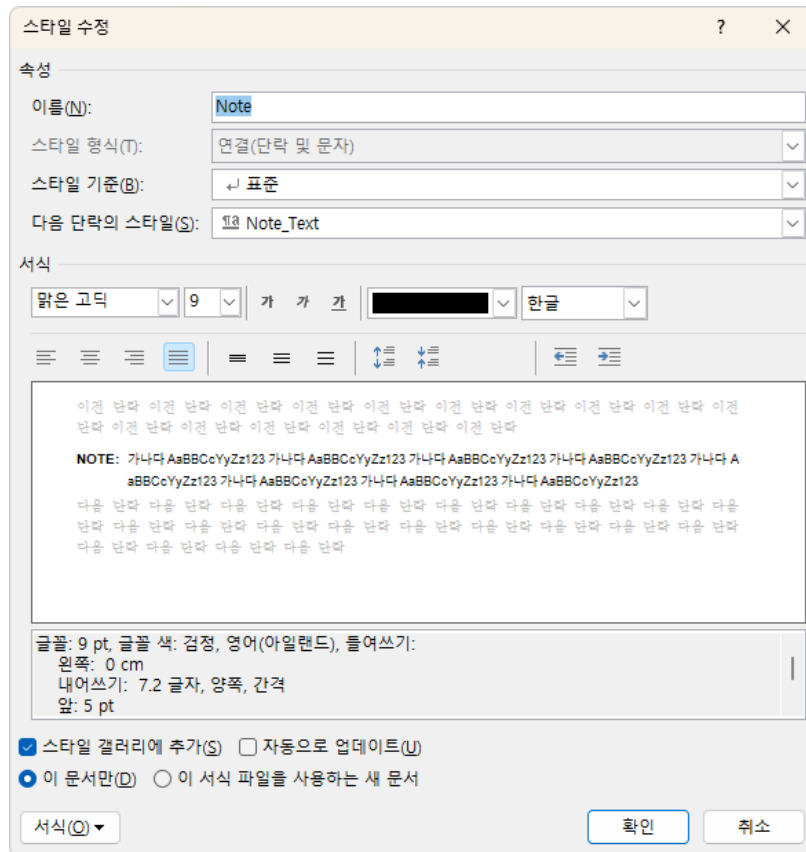 스타일 수정
?
속성
이름(N):
Note
스타일 형식(T):
연결(단락 및 문자)
스타일 기준(B):
표준
다음 단락의 스타일(S):
Note_Text
서식
맑은 고딕
9
가 가 가
한글
이전 단락 이전 단락 이전 단락 이전 단락 이전 단락 이전 단락 이전 단락 이전 단락 이전 단락 이전
단락 이전 단락 이전 단락 이전 단락 이전 단락 이전 단락 이전 단락
NOTE: 가나다 AaBBCcYyZz123 가나다 AaBBCcYyZz123 가나다 AaBBCcYyZz123 가나다 AaBBCcYyZz123 가나다 A
aBBCcYyZz123 가나다 AaBBCcYyZz123 가나다 AaBBCcYyZz123 가나다 AaBBCcYyZz123
다음 단락 다음 단락 다음 단락 다음 단락 다음 단락 다음 단락 다음 단락 다음 단락 다음 단락 다음
단락 다음 단락 다음 단락 다음 단락 다음 단락 다음 단락 다음 단락 다음 단락 다음 단락 다음 단락
다음 단락 다음 단락 다음 단락 다음 단락
글꼴: 9 pt, 글꼴 색: 검정, 영어(아일랜드), 들여쓰기:
왼쪽: 0 cm
내어쓰기: 7.2 글자, 양쪽, 간격
앞: 5 pt
스타일 갤러리에 추가(S) 자동으로 업데이트(U)
이 문서만(D) 이 서식 파일을 사용하는 새 문서
서식(O)
확인
취소